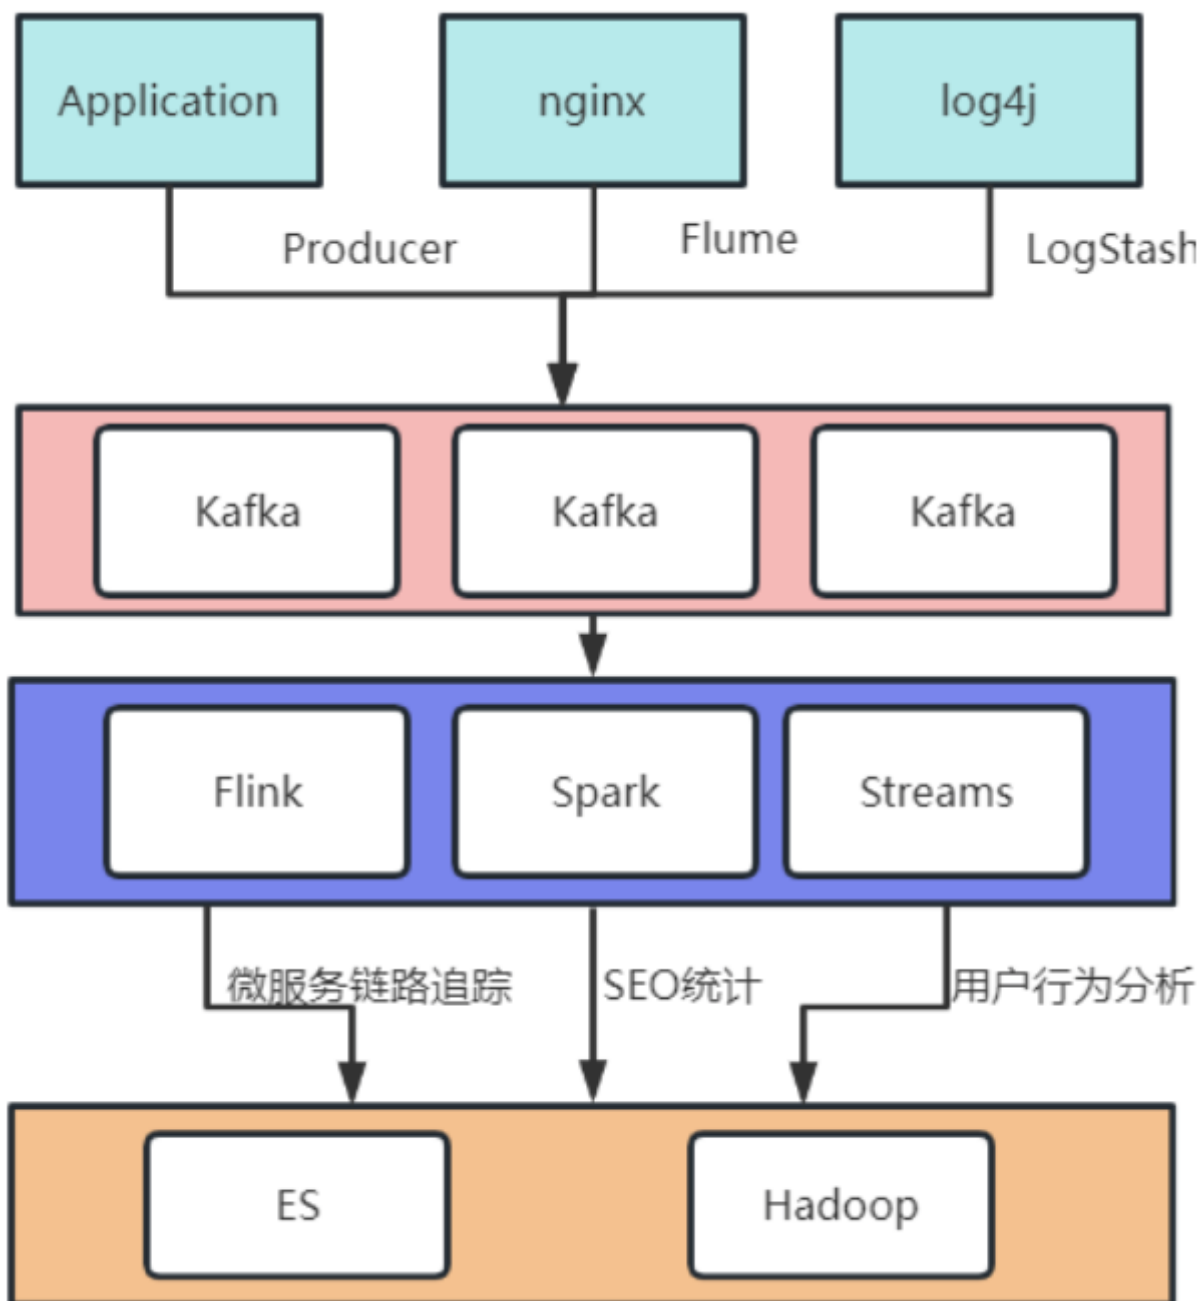 Application
nginx
log4j
Producer
Flume
LogStash
Kafka
Kafka
Kafka
Flink
Spark
Streams
微服务链路追踪
SEO统计
用户行为分析
ES
Hadoop